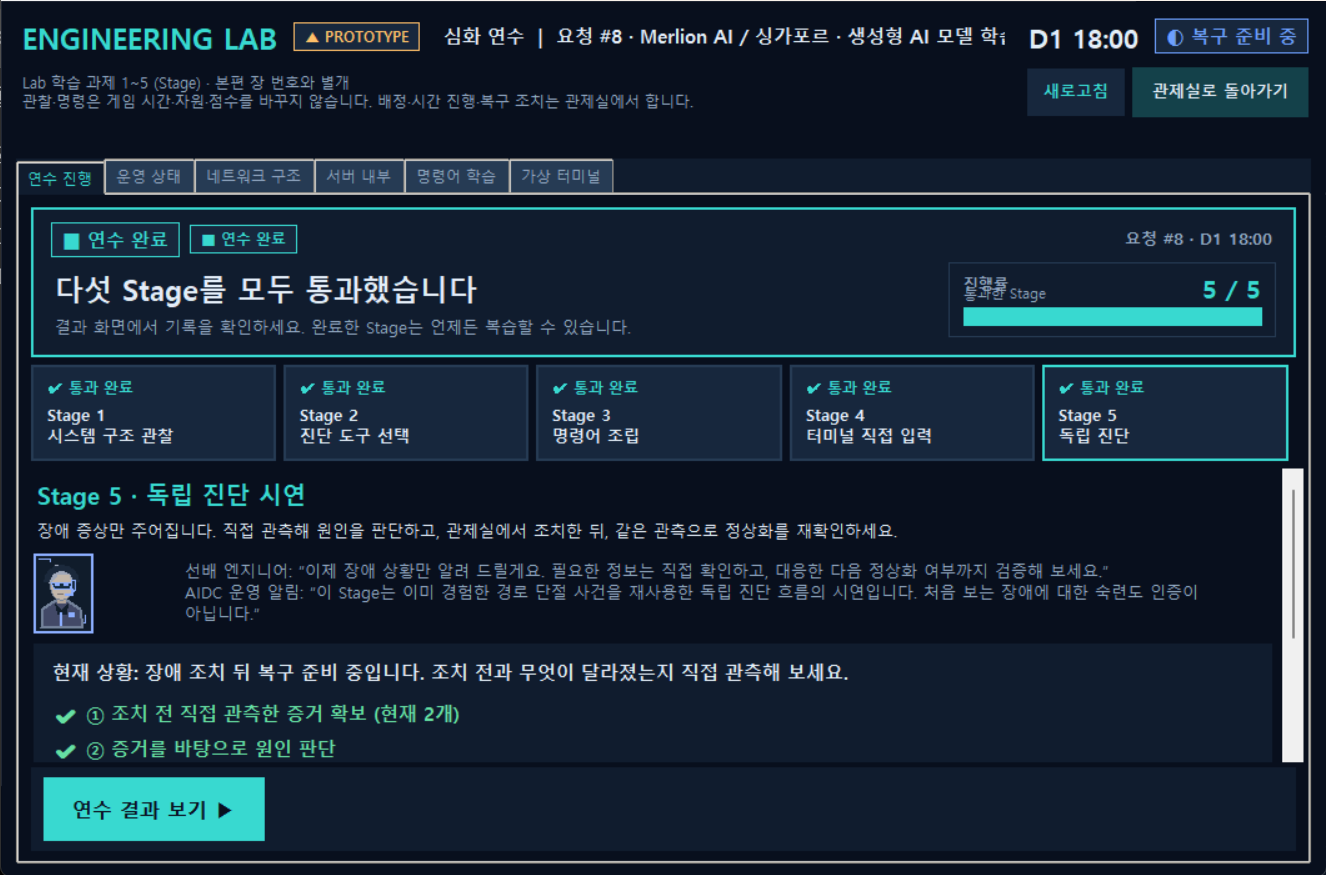 ENGINEERING LAB
▲ PROTOTYPE
심화 연수 | 요청 #8 · Merlion AI / 싱가포르 · 생성형 AI 모델
D1 18:00
복구 준비 중
Lab 학습 과제 1~5 (Stage) · 본편 장 번호와 별개
관찰·명령은 게임 시간·자원·점수를 바꾸지 않습니다. 배정·시간 진행·복구 조치는 관제실에서 합니다.
새로고침
관제실로 돌아가기
연수 진행
운영 상태
네트워크 구조
서버 내부
명령어 학습
가상 터미널
■ 연수 완료
■ 연수 완료
요청 #8 · D1 18:00
다섯 Stage를 모두 통과했습니다
진행률
통과한 Stage
5 / 5
결과 화면에서 기록을 확인하세요. 완료한 Stage는 언제든 복습할 수 있습니다.
✔ 통과 완료
Stage 1
시스템 구조 관찰
✔ 통과 완료
Stage 2
진단 도구 선택
✔ 통과 완료
Stage 3
명령어 조립
✔ 통과 완료
Stage 4
터미널 직접 입력
✔ 통과 완료
Stage 5
독립 진단
Stage 5 · 독립 진단 시연
장애 증상만 주어집니다. 직접 관측해 원인을 판단하고, 관제실에서 조치한 뒤, 같은 관측으로 정상화를 재확인하세요.
선배 엔지니어: “이제 장애 상황만 알려 드릴게요. 필요한 정보는 직접 확인하고, 대응한 다음 정상화 여부까지 검증해 보세요.”
AIDC 운영 알림: “이 Stage는 이미 경험한 경로 단절 사건을 재사용한 독립 진단 흐름의 시연입니다. 처음 보는 장애에 대한 숙련도 인증이
아닙니다.”
현재 상황: 장애 조치 뒤 복구 준비 중입니다. 조치 전과 무엇이 달라졌는지 직접 관측해 보세요.
✔ ① 조치 전 직접 관측한 증거 확보 (현재 2개)
✔ ② 증거를 바탕으로 원인 판단
연수 결과 보기 ▶